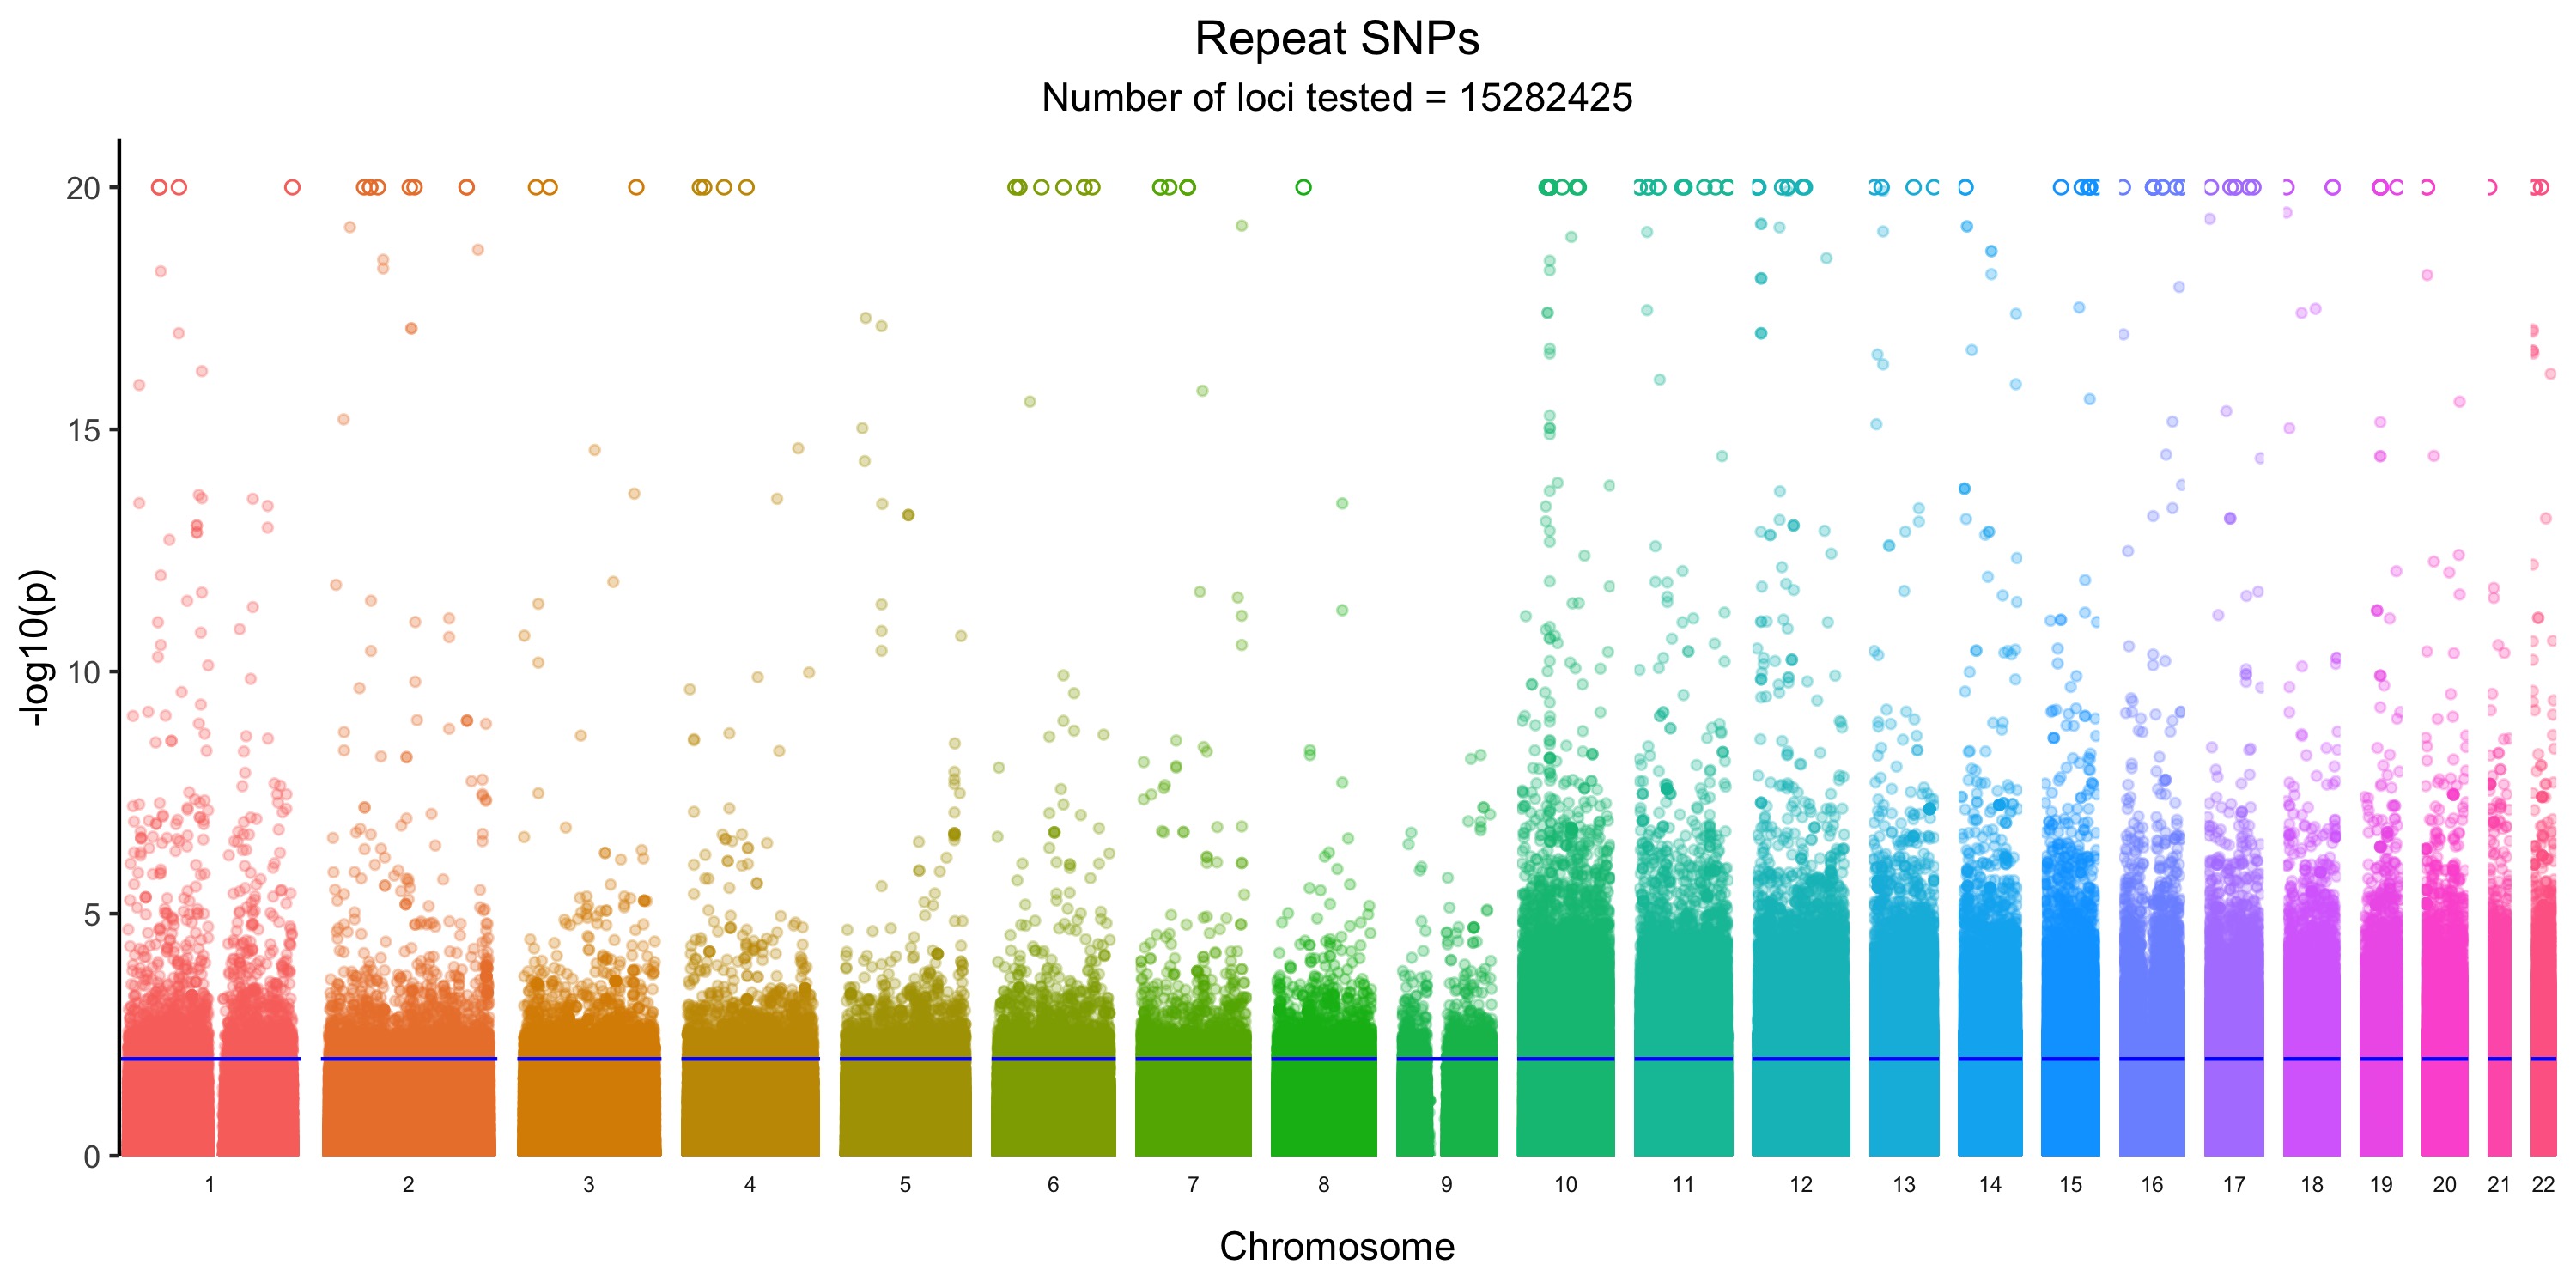 Repeat SNPs
Number of loci tested = 15282425
-log10(p)
20
15
10
5
0
1 2 3 4 5 6 7 8 9 10 11 12 13 14 15 16 17 18 19 20 21 22
Chromosome